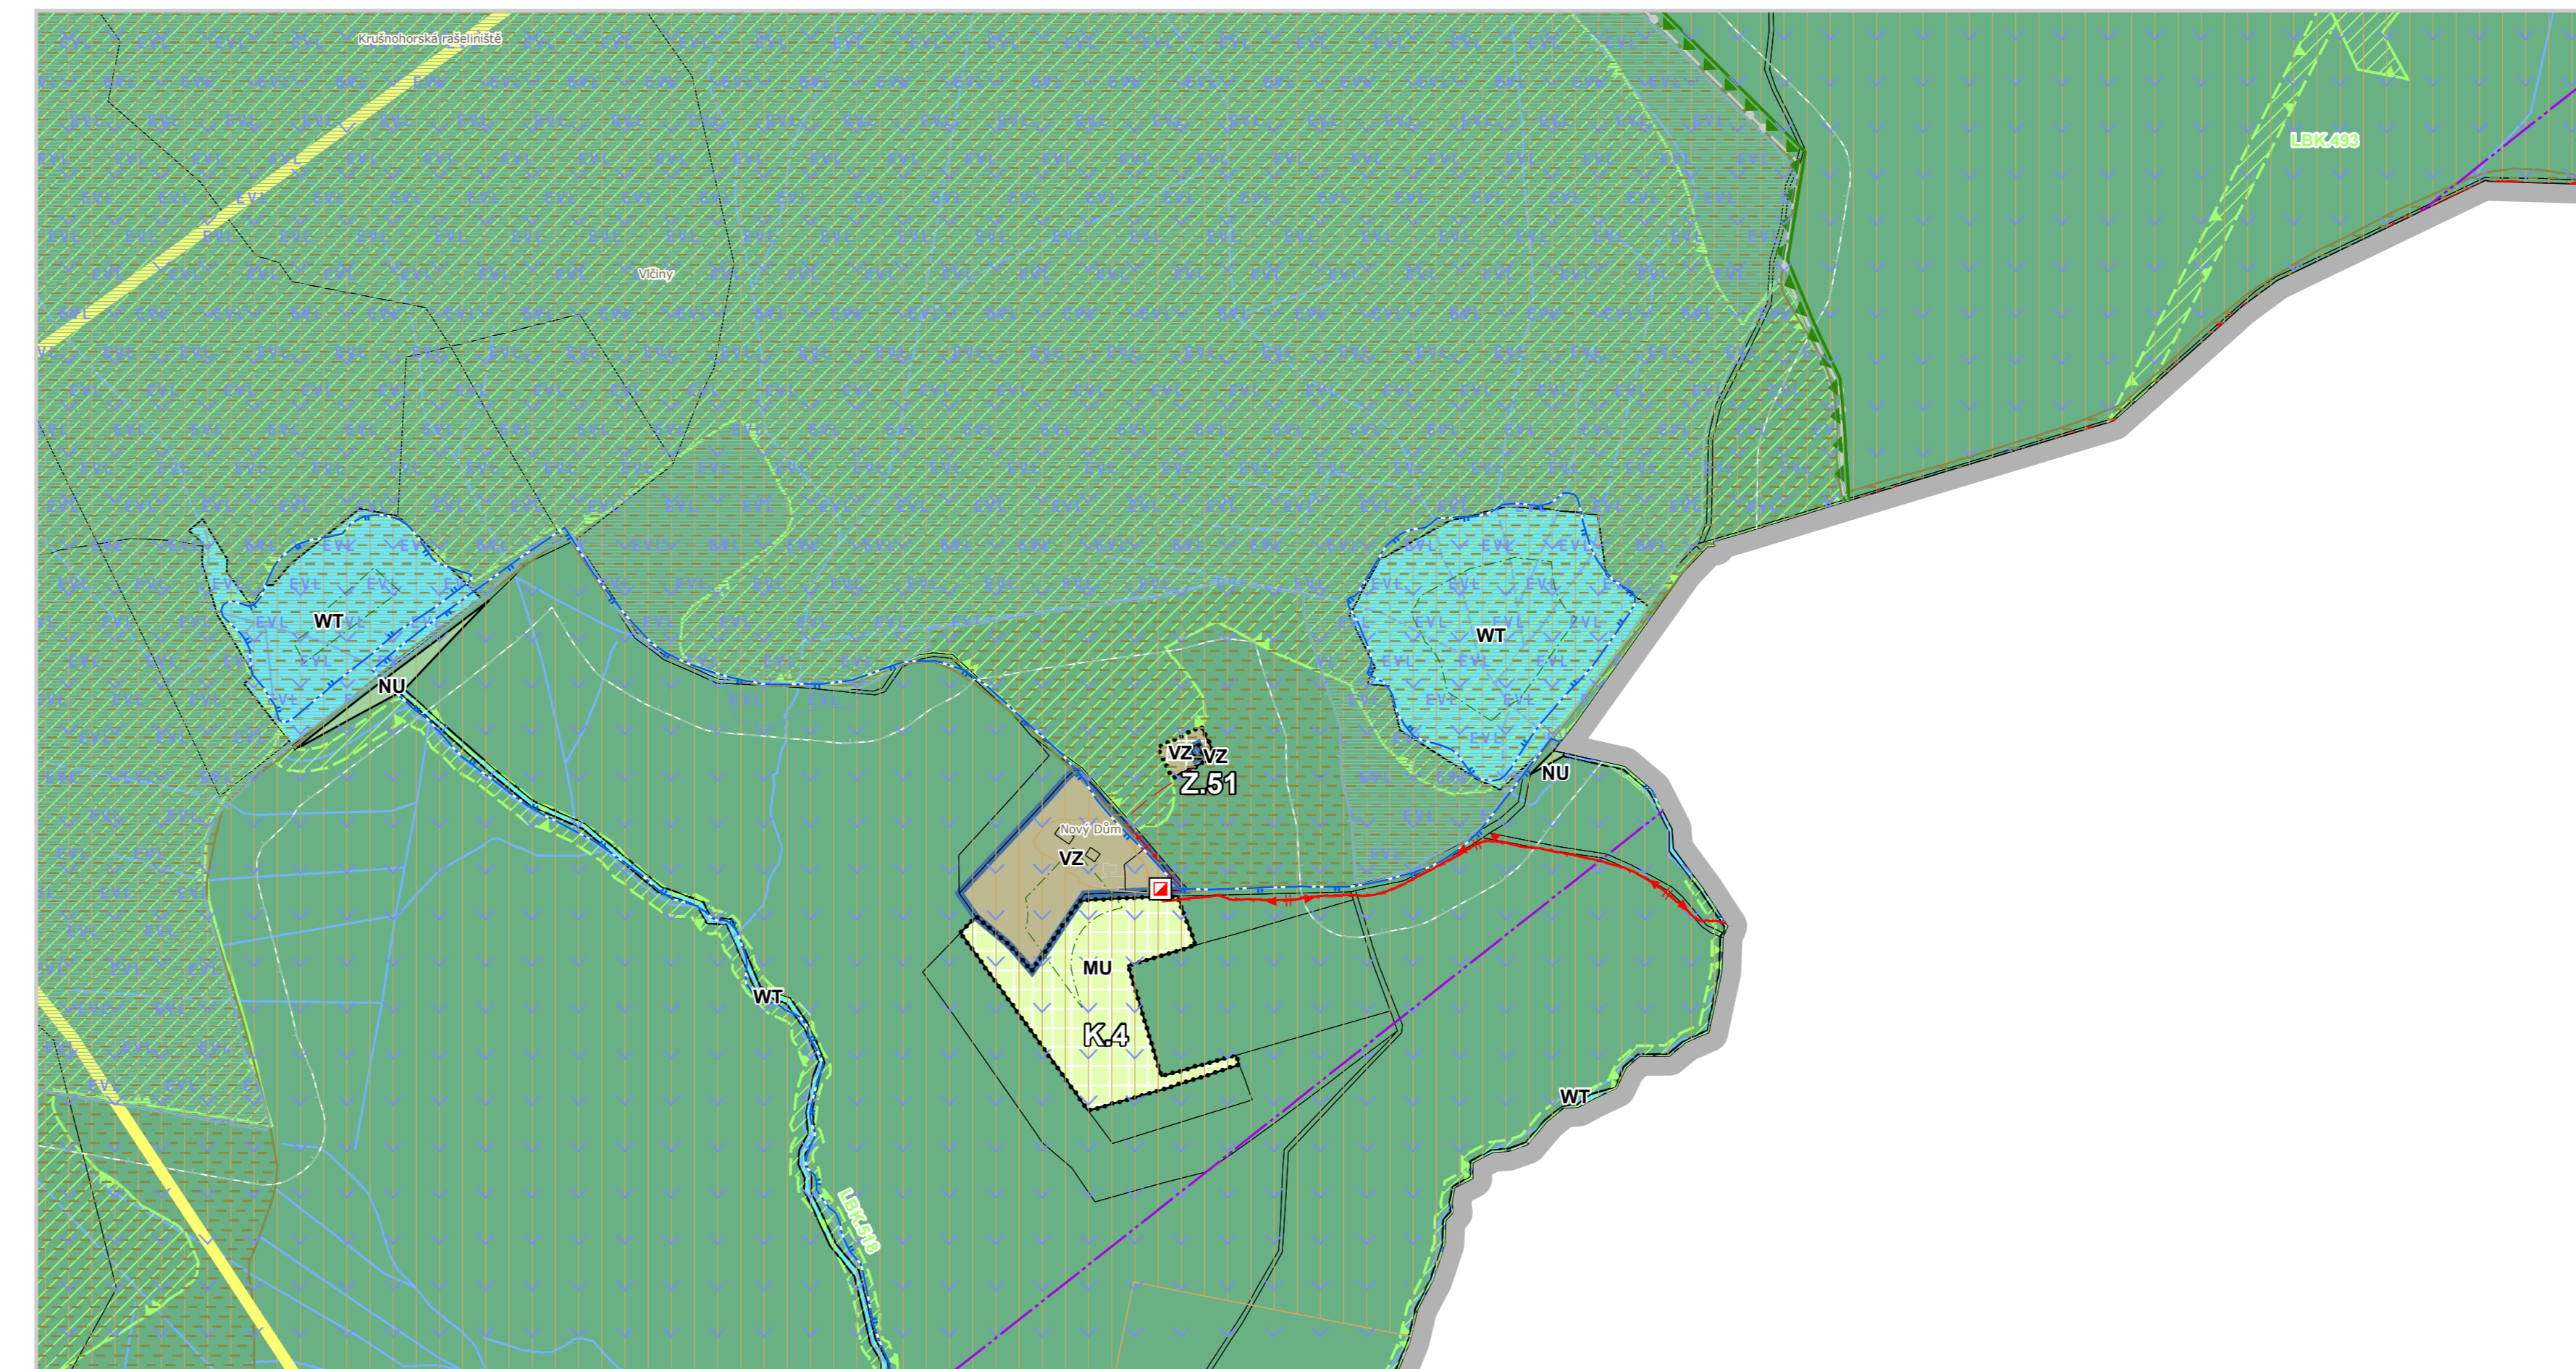 Krušnohorská rašeliniště
LBK.493
Vlčiny
WT
WT
NU
VZ
VZ
NU
Z.51
Nový Dům
VZ
MU
WT
K.4
WT
LBK.518
EVL